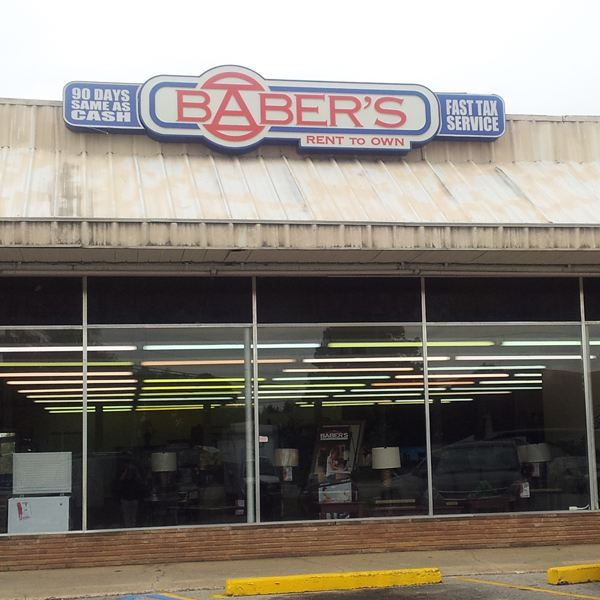 90 DAYS
SAME AS
CASH
BABER'S
RENT TO OWN
FAST TAX
SERVICE
BABER'S